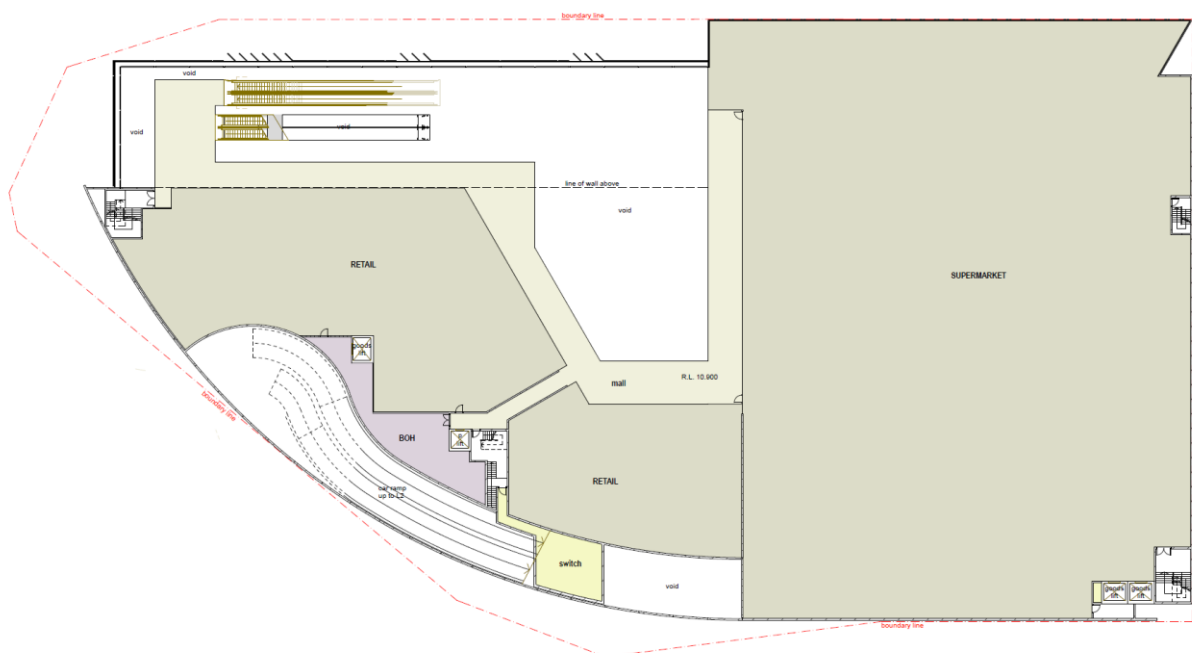 boundary line
void
void
void
line of wall above
void
RETAIL
SUPERMARKET
goods
lift
mall
R.L. 10.900
boundary line
BOH
lift
RETAIL
car ramp
up to L2
switch
void
goods
lift
goods
lift
boundary line